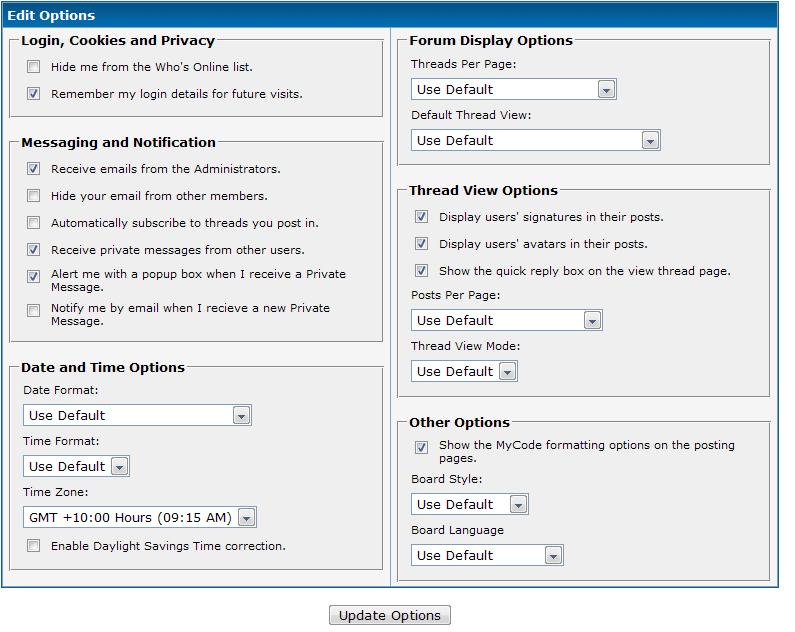 Edit Options
Login, Cookies and Privacy
Hide me from the Who's Online list.
Remember my login details for future visits.
Messaging and Notification
Receive emails from the Administrators.
Hide your email from other members.
Automatically subscribe to threads you post in.
Receive private messages from other users.
Alert me with a popup box when I receive a Private
Message.
Notify me by email when I recieve a new Private
Message.
Date and Time Options
Date Format:
Use Default
Time Format:
Use Default
Time Zone:
GMT +10:00 Hours (09:15 AM)
Enable Daylight Savings Time correction.
Forum Display Options
Threads Per Page:
Use Default
Default Thread View:
Use Default
Thread View Options
Display users' signatures in their posts.
Display users' avatars in their posts.
Show the quick reply box on the view thread page.
Posts Per Page:
Use Default
Thread View Mode:
Use Default
Other Options
Show the MyCode formatting options on the posting
pages.
Board Style:
Use Default
Board Language
Use Default
Update Options